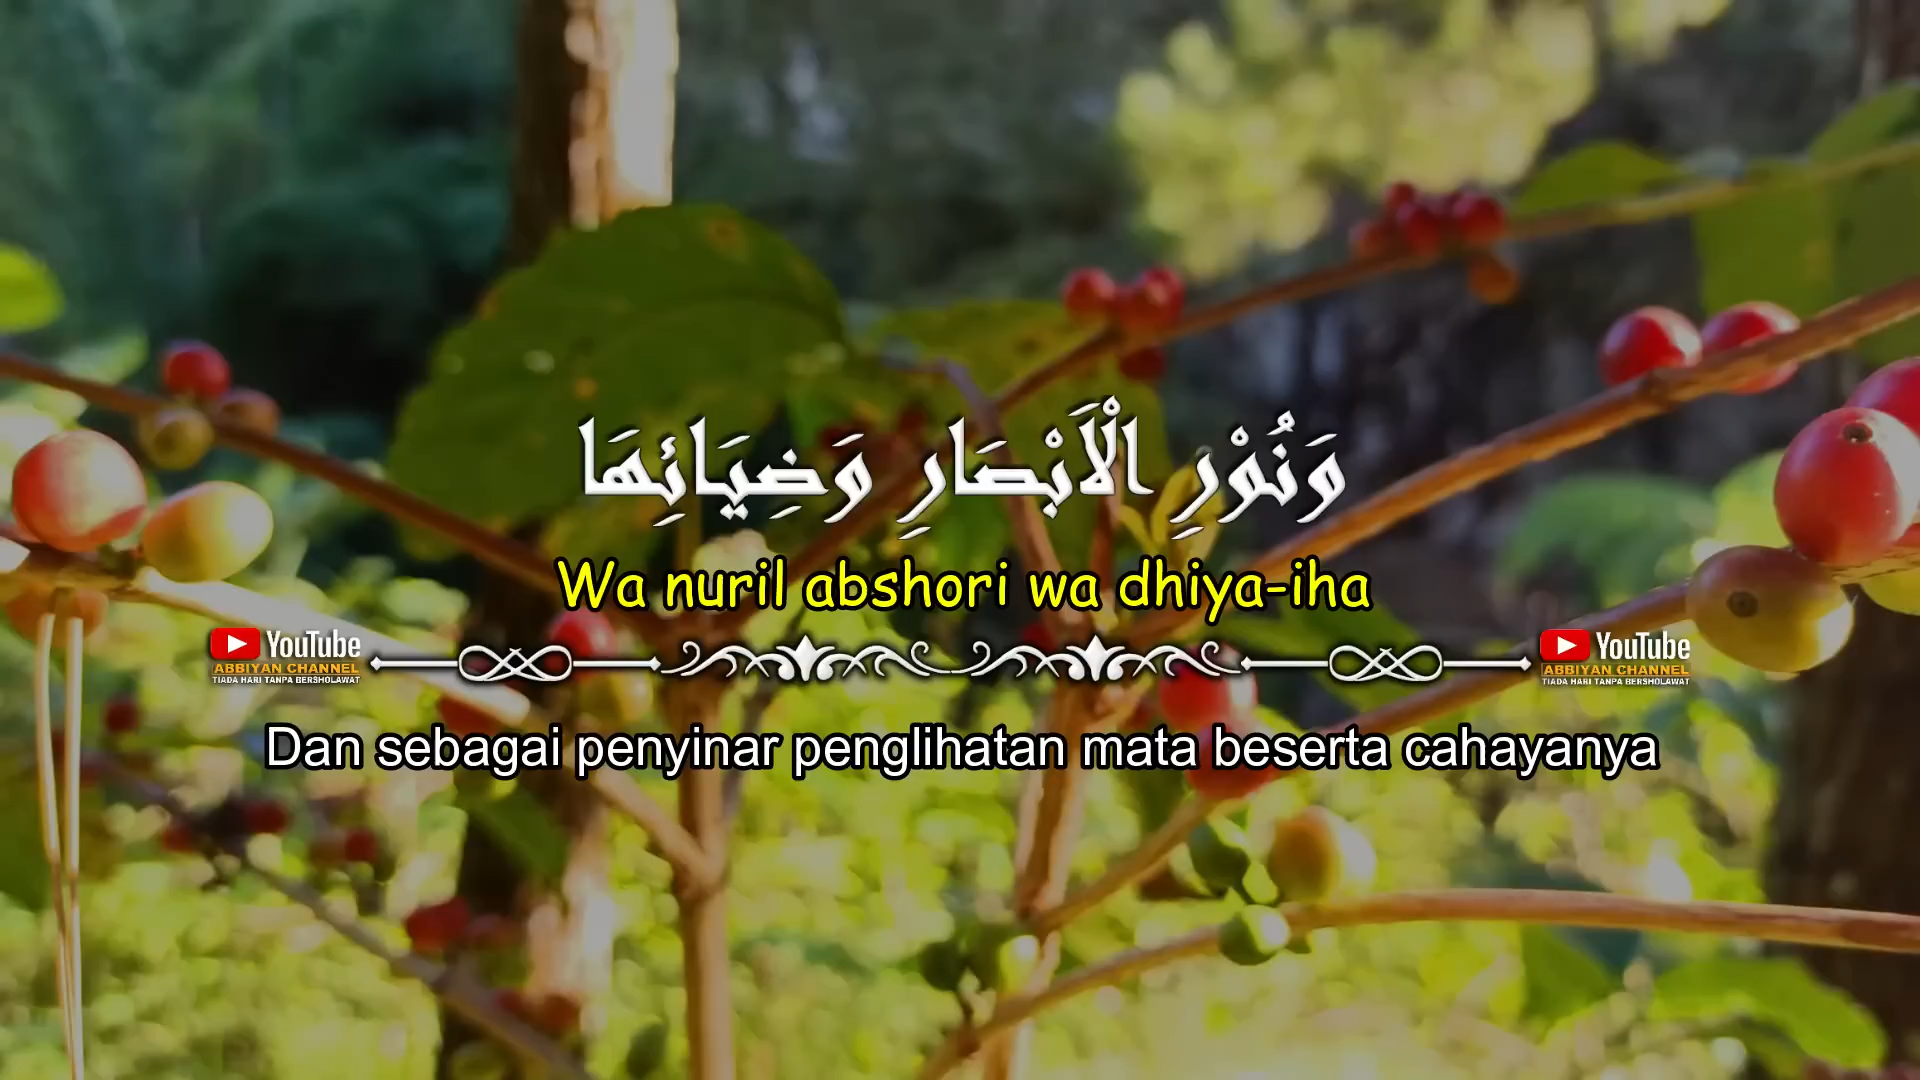 وَنُوْرِ الْاَبْصَارِ وَضِيَائِهَا
Wa nuril abshori wa dhiya-iha
YouTube
ABBIYAN CHANNEL
TIADA HARI TANPA BERSHOLAWAT
YouTube
ABBIYAN CHANNEL
TIADA HARI TANPA BERSHOLAWAT
Dan sebagai penyinar penglihatan mata beserta cahayanya